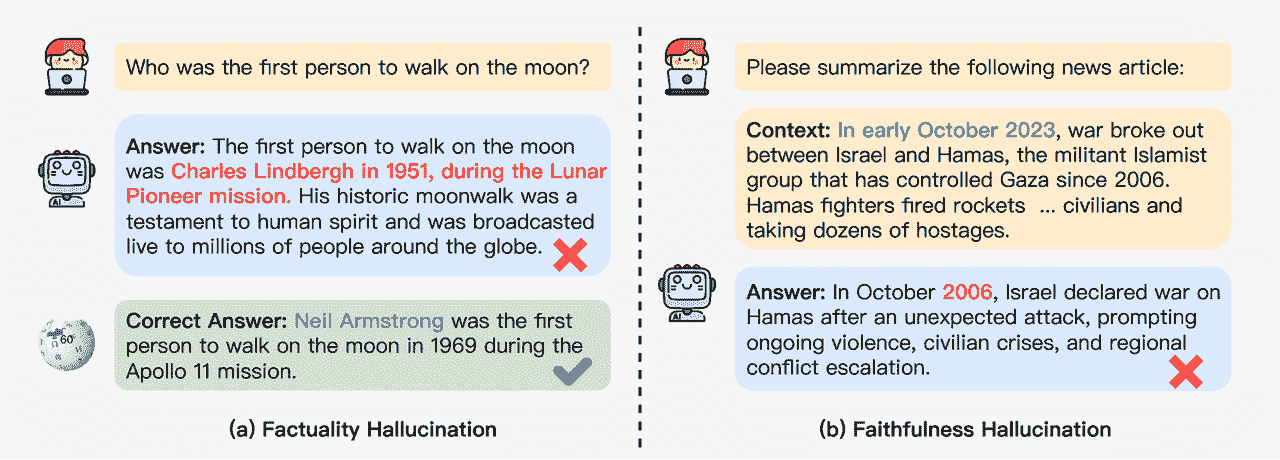 Who was the first person to walk on the moon?
Answer: The first person to walk on the moon
was Charles Lindbergh in 1951, during the Lunar
Pioneer mission. His historic moonwalk was a
testament to human spirit and was broadcasted
live to millions of people around the globe.
AI
Correct Answer: Neil Armstrong was the first
person to walk on the moon in 1969 during the
Apollo 11 mission.
Ω 60
(a) Factuality Hallucination
Please summarize the following news article:
Context: In early October 2023, war broke out
between Israel and Hamas, the militant Islamist
group that has controlled Gaza since 2006.
Hamas fighters fired rockets ... civilians and
taking dozens of hostages.
Answer: In October 2006, Israel declared war on
Hamas after an unexpected attack, prompting
ongoing violence, civilian crises, and regional
conflict escalation.
AI
(b) Faithfulness Hallucination